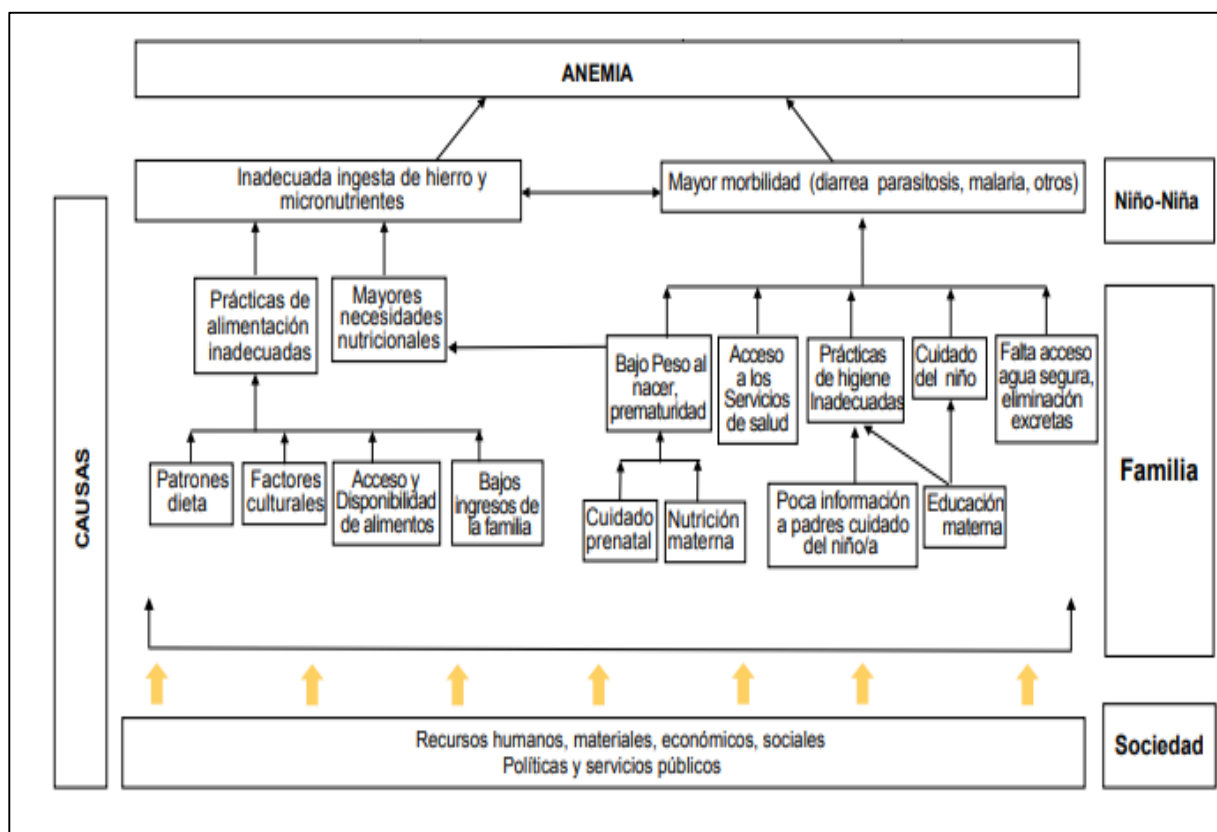 ANEMIA
Inadecuada ingesta de hierro y
micronutrientes
Mayor morbilidad (diarrea parasitosis, malaria, otros)
Niño-Niña
CAUSAS
Prácticas de
alimentación
inadecuadas
Mayores
necesidades
nutricionales
Bajo Peso al
nacer,
prematuridad
Acceso
a los
Servicios
de salud
Prácticas
de higiene
Inadecuadas
Cuidado
del niño
Falta acceso
agua segura,
eliminación
excretas
Familia
Patrones
dieta
Factores
culturales
Acceso y
Disponibilidad
de alimentos
Bajos
ingresos de
la familia
Cuidado
prenatal
Nutrición
materna
Poca información
a padres cuidado
del niño/a
Educación
materna
Recursos humanos, materiales, económicos, sociales
Políticas y servicios públicos
Sociedad